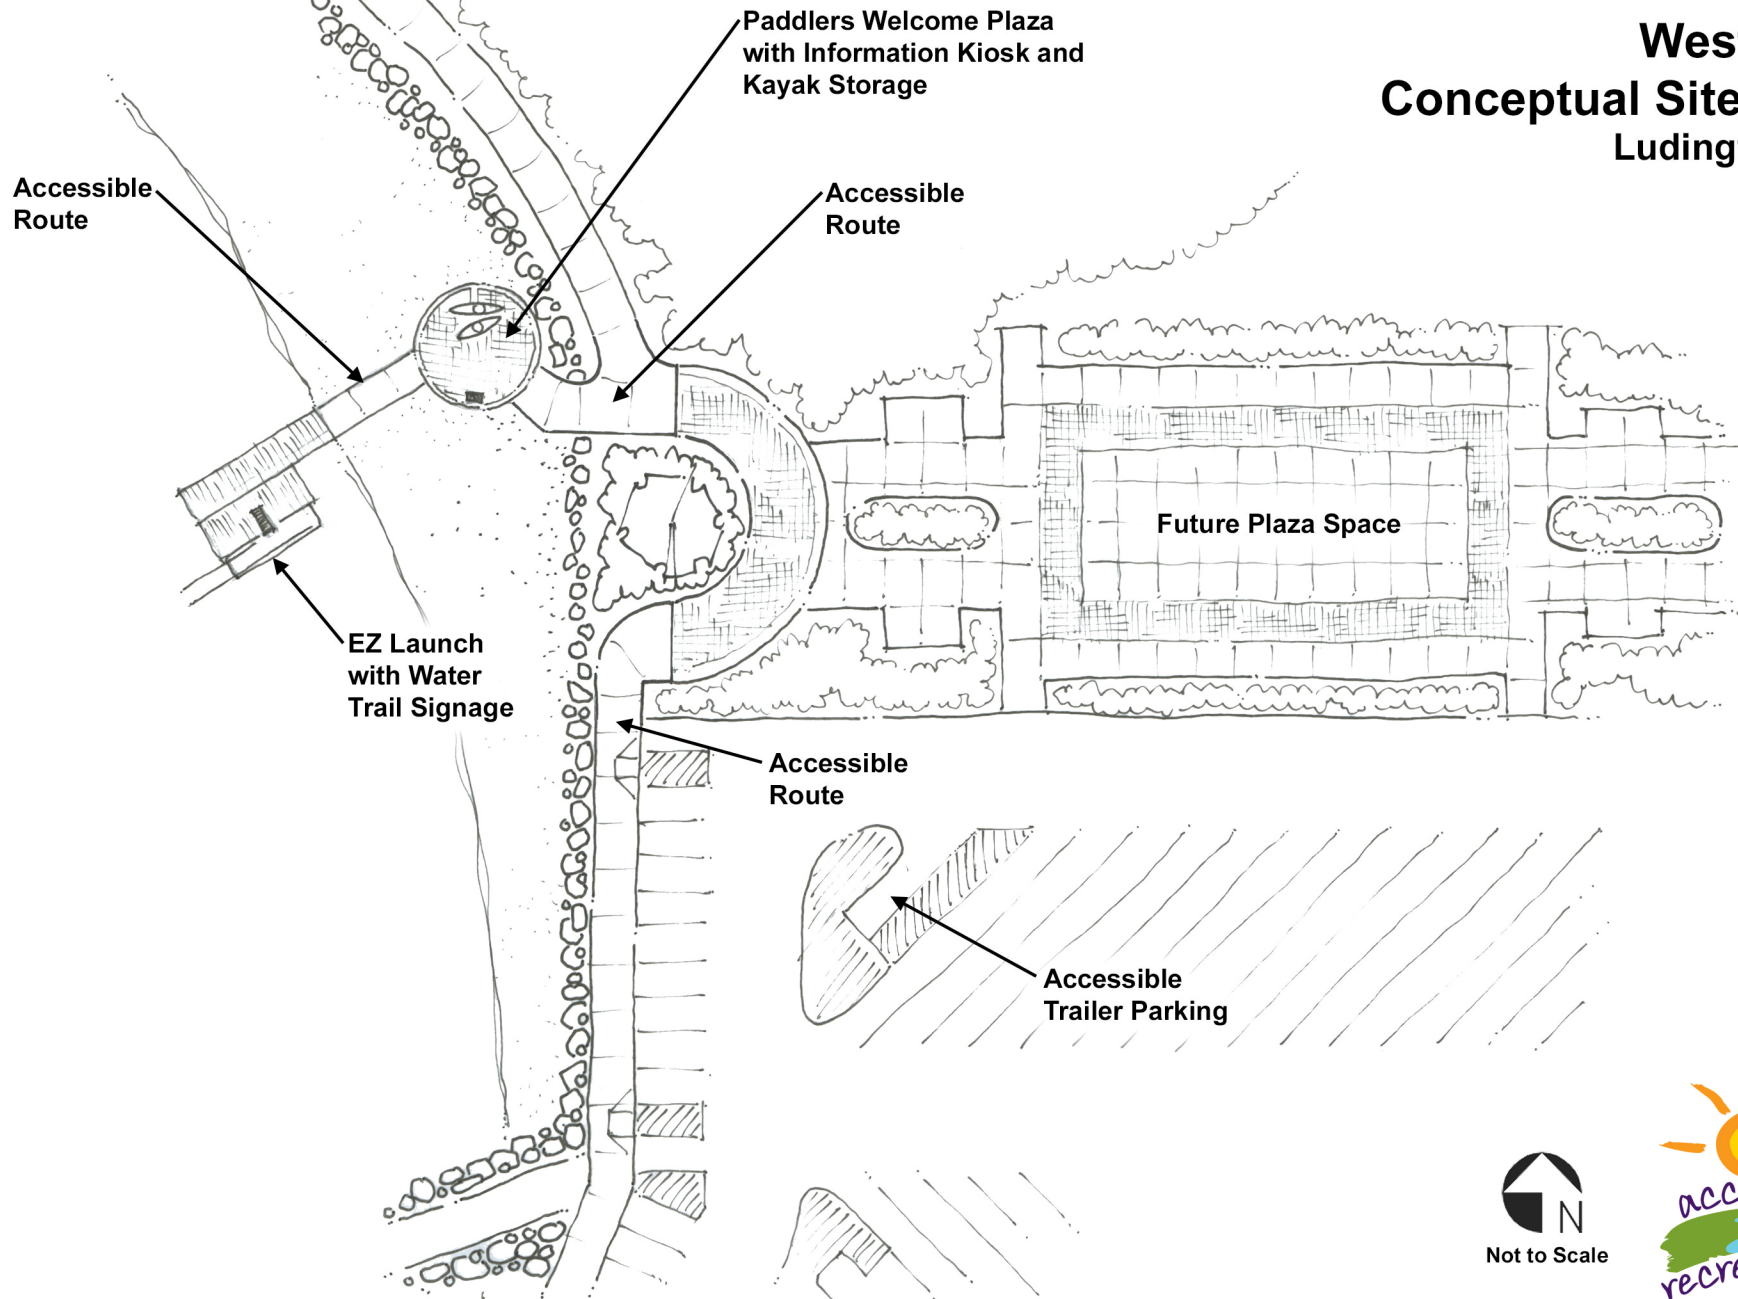 Paddlers Welcome Plaza
with Information Kiosk and
Kayak Storage
Wes
Conceptual Site
Luding
Accessible
Route
Accessible
Route
Future Plaza Space
EZ Launch
with Water
Trail Signage
Accessible
Route
Accessible
Trailer Parking
N
Not to Scale
acc
recre